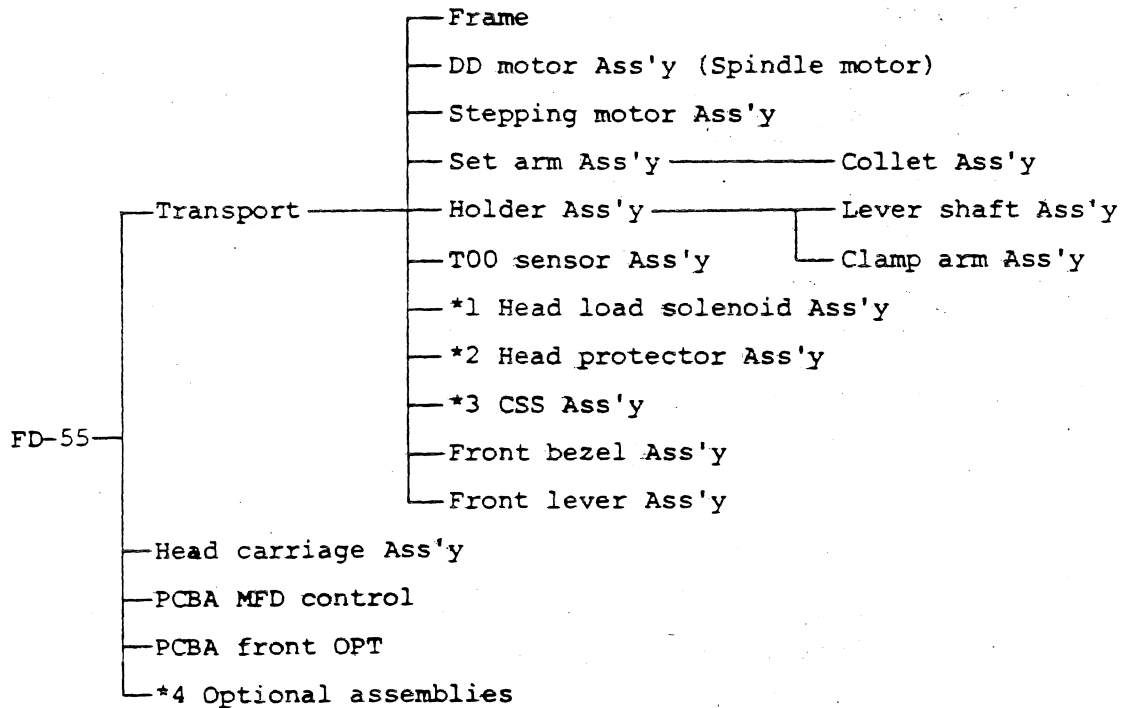 Frame
DD motor Ass'y (Spindle motor)
Stepping motor Ass'y
Set arm Ass'y Collet Ass'y
Transport Holder Ass'y Lever shaft Ass'y
T00 sensor Ass'y Clamp arm Ass'y
*1 Head load solenoid Ass'y
*2 Head protector Ass'y
*3 CSS Ass'y
FD-55 Front bezel Ass'y
Front lever Ass'y
Head carriage Ass'y
PCBA MFD control
PCBA front OPT
*4 Optional assemblies